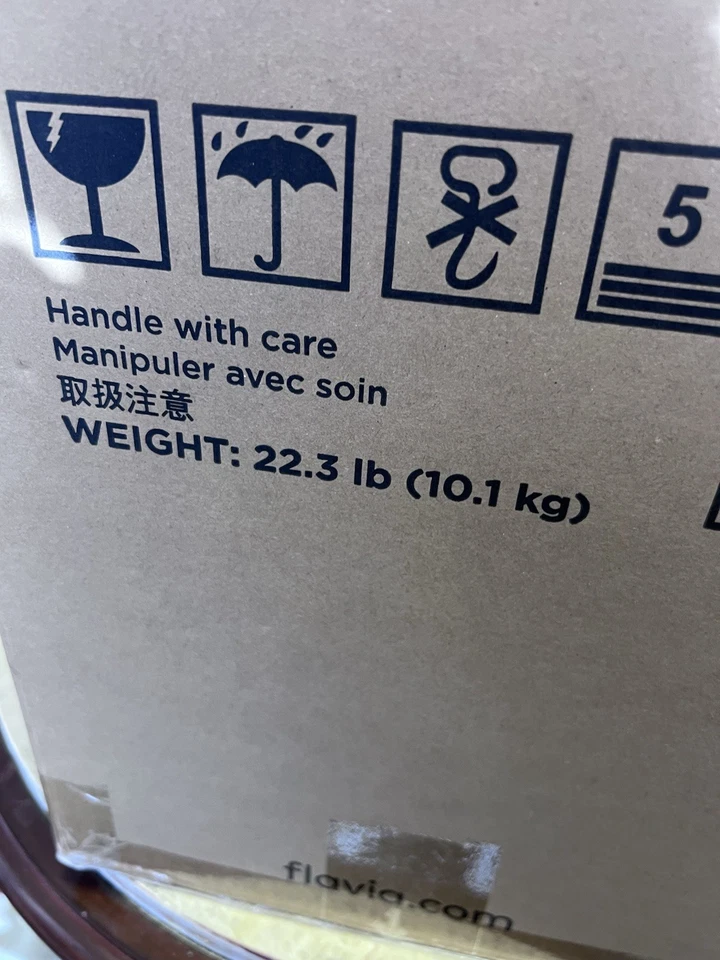 5
Handle with care
Manipuler avec soin
取扱注意
WEIGHT: 22.3 lb (10.1 kg)
flavia.com